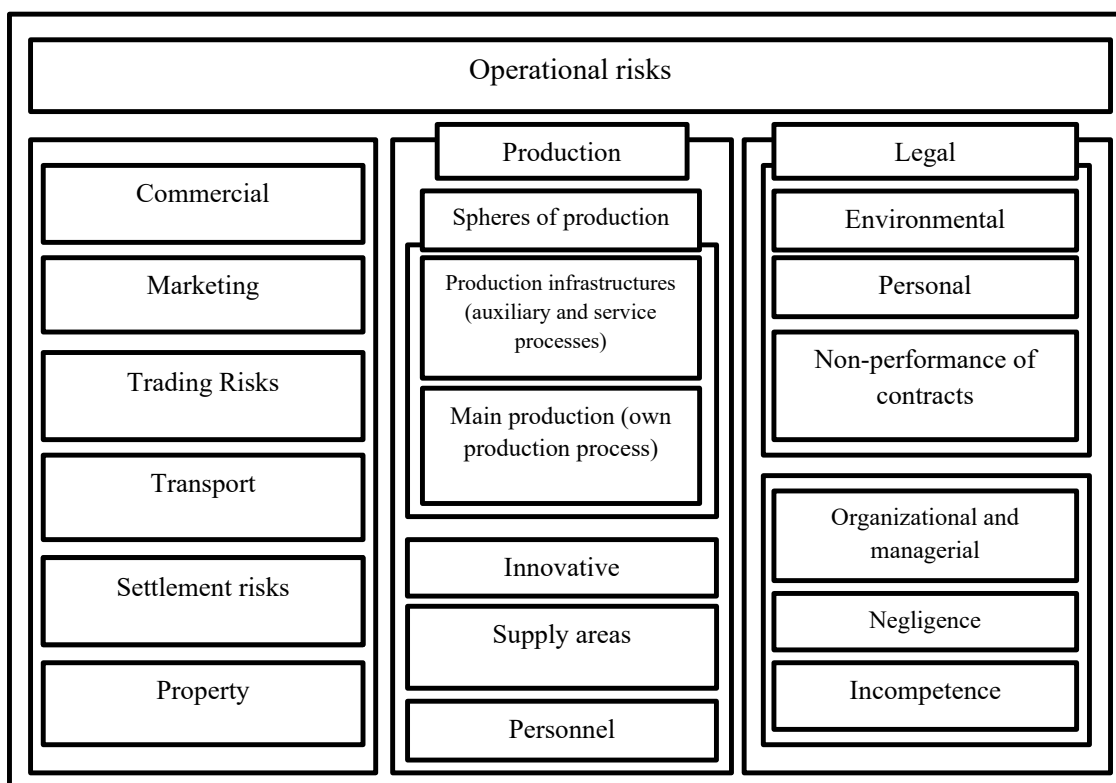 Operational risks
Commercial
Marketing
Trading Risks
Transport
Settlement risks
Property
Production
Spheres of production
Production infrastructures
(auxiliary and service
processes)
Main production (own
production process)
Innovative
Supply areas
Personnel
Legal
Environmental
Personal
Non-performance of
contracts
Organizational and
managerial
Negligence
Incompetence